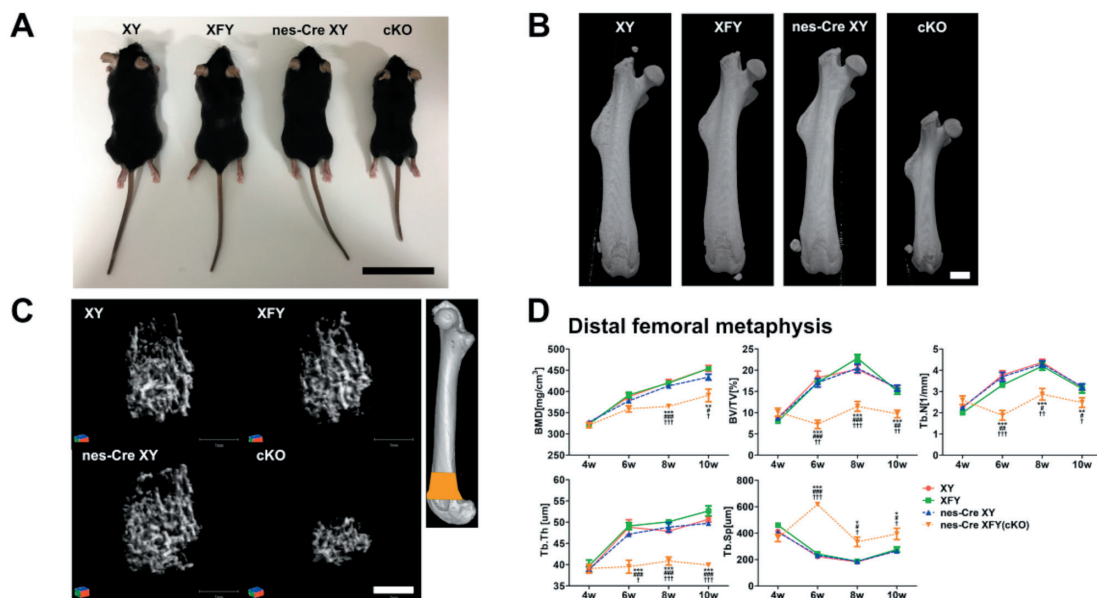 A
XY XFY nes-Cre XY cKO
B
XY XFY nes-Cre XY cKO
C
XY XFY
nes-Cre XY cKO
D Distal femoral metaphysis
BMD[mg/cm³]
500
450
400
350
300
250
***
###
†††
**
#
†
4w 6w 8w 10w
BV/TV[%]
25
20
15
10
5
0
***
###
††
***
###
†††
***
##
††
4w 6w 8w 10w
Tb.N[1/mm]
5
4
3
2
1
0
***
##
†††
***
#
††
**
#
†
4w 6w 8w 10w
Tb.Th [um]
60
55
50
45
40
35
***
###
†
***
###
†††
***
###
†††
4w 6w 8w 10w
Tb.Sp[um]
800
600
400
200
0
***
###
†††
4w 6w 8w 10w
XY
XFY
nes-Cre XY
nes-Cre XFY(cKO)